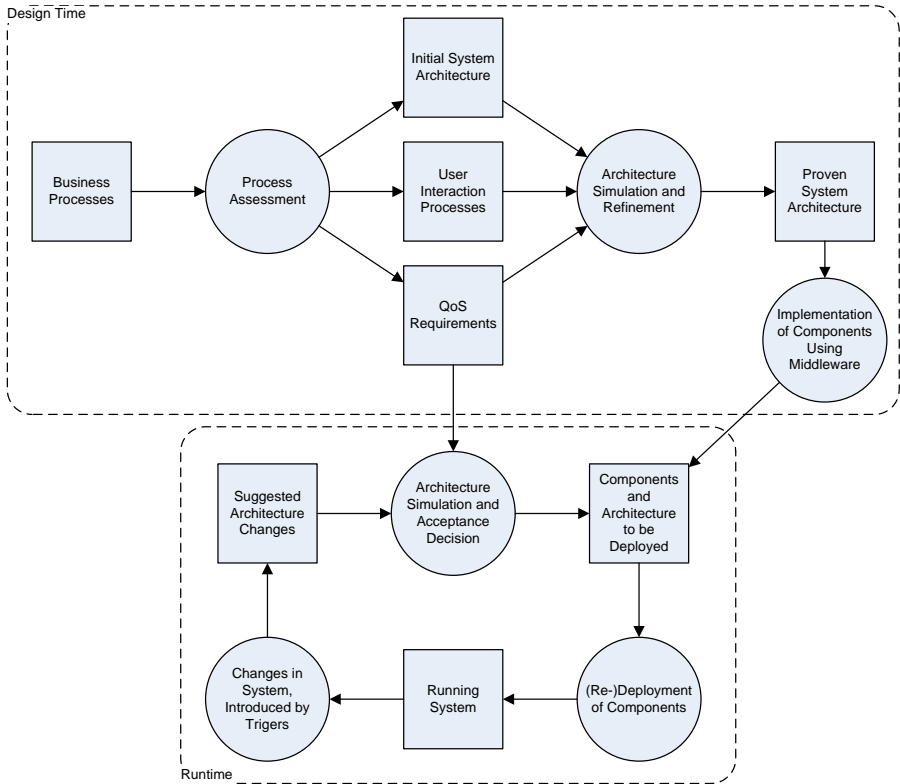 Design Time
Initial System
Architecture
Business
Processes
Process
Assessment
User
Interaction
Processes
Architecture
Simulation and
Refinement
Proven
System
Architecture
QoS
Requirements
Implementation
of Components
Using
Middleware
Suggested
Architecture
Changes
Architecture
Simulation and
Acceptance
Decision
Components
and
Architecture
to be
Deployed
Changes in
System,
Introduced by
Trigers
Running
System
(Re-)Deployment
of Components
Runtime